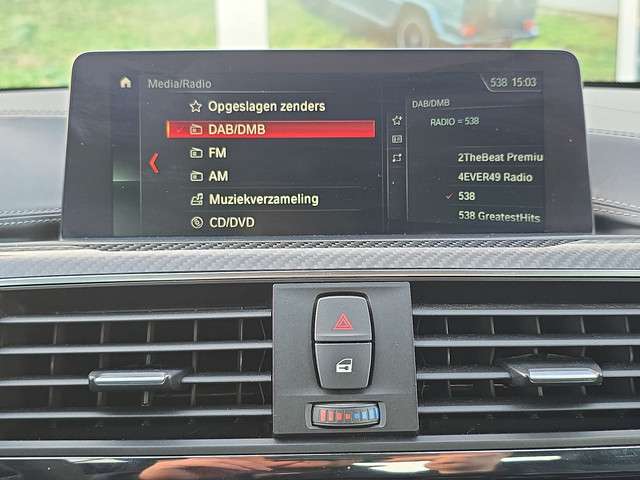 Media/Radio
538 15:03
Opgeslagen zenders
DAB/DMB
FM
AM
Muziekverzameling
CD/DVD
DAB/DMB
RADIO = 538
2TheBeat Premiu
4EVER49 Radio
538
538 GreatestHits